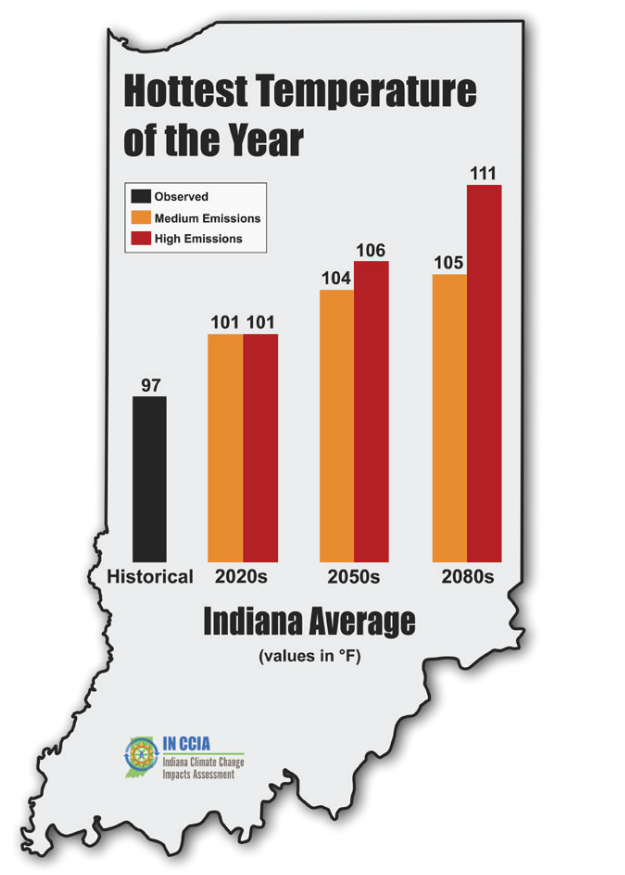 Hottest Temperature
of the Year
Observed
Medium Emissions
High Emissions
97
101 101
104
106
105
111
Historical 2020s 2050s 2080s
Indiana Average
(values in °F)
IN CCIA
Indiana Climate Change
Impacts Assessment